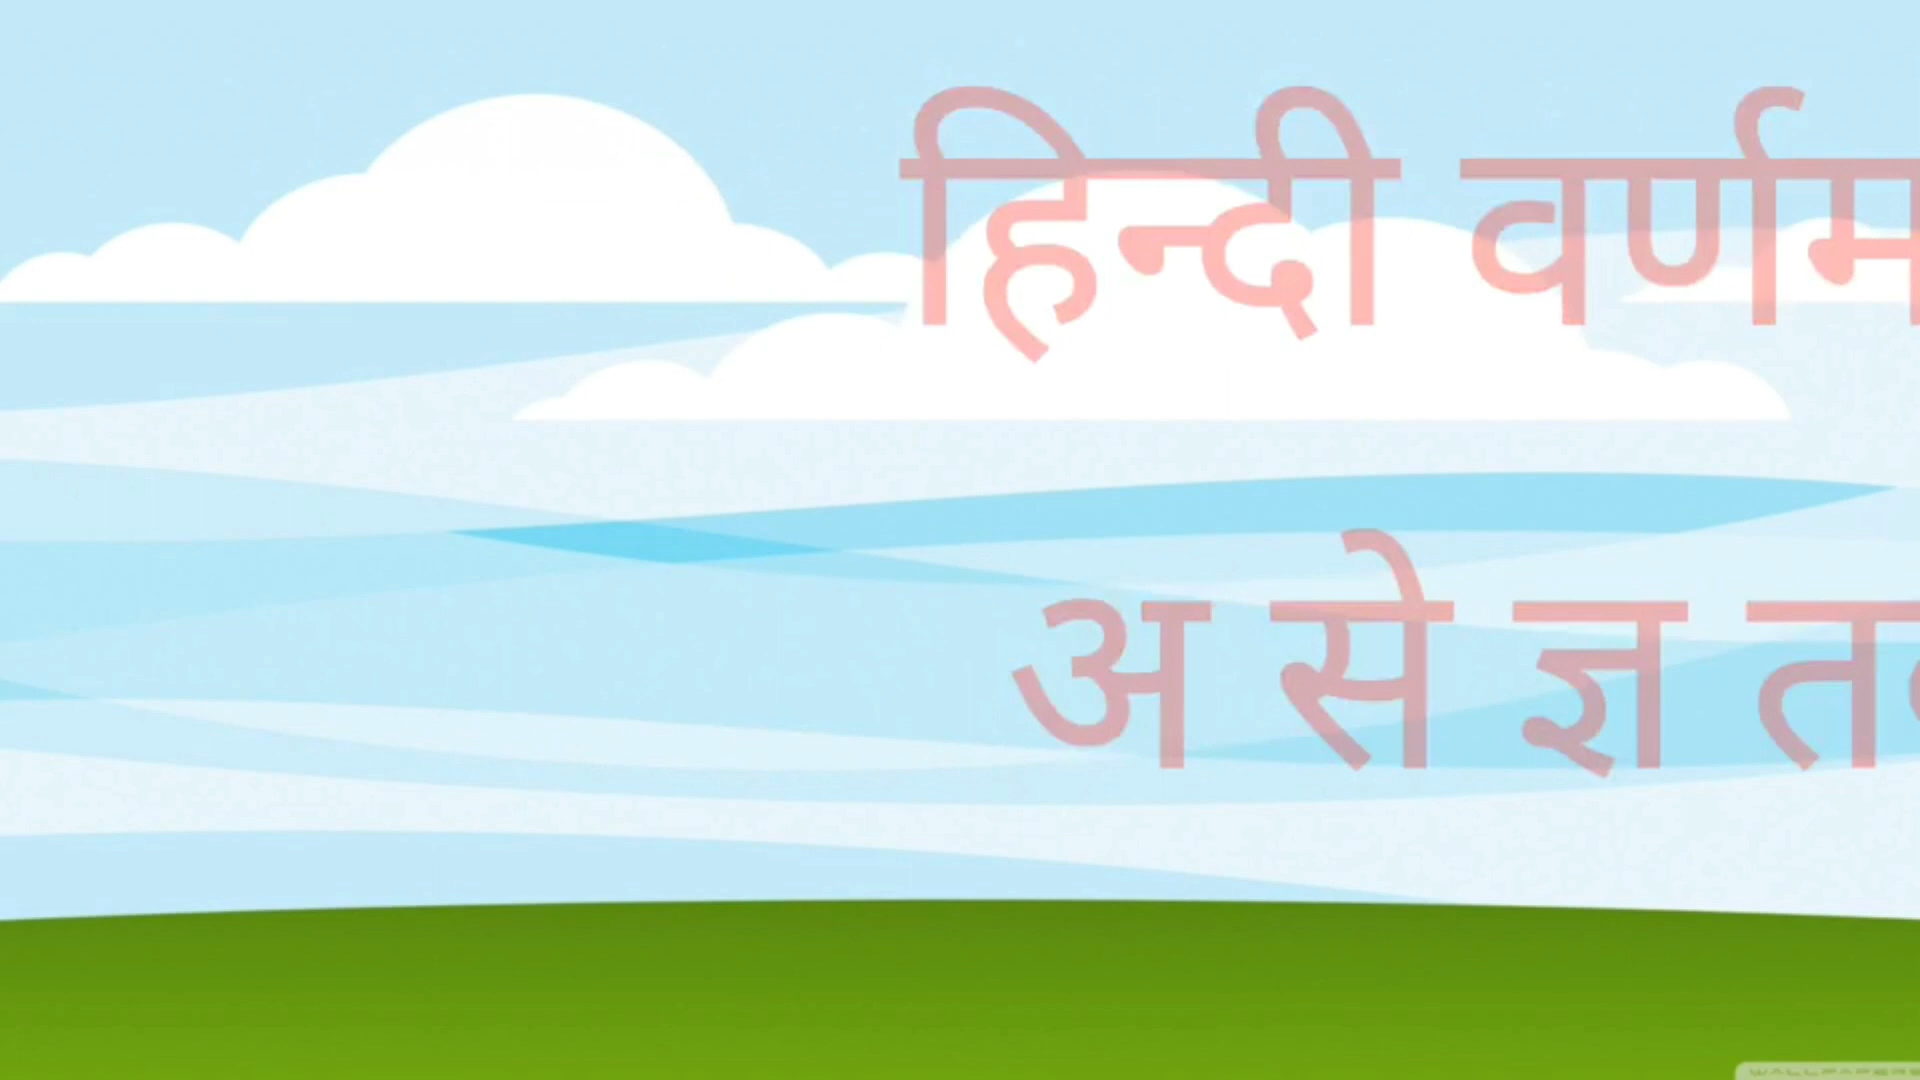 हिन्दी वर्णम
अ से ज्ञ त